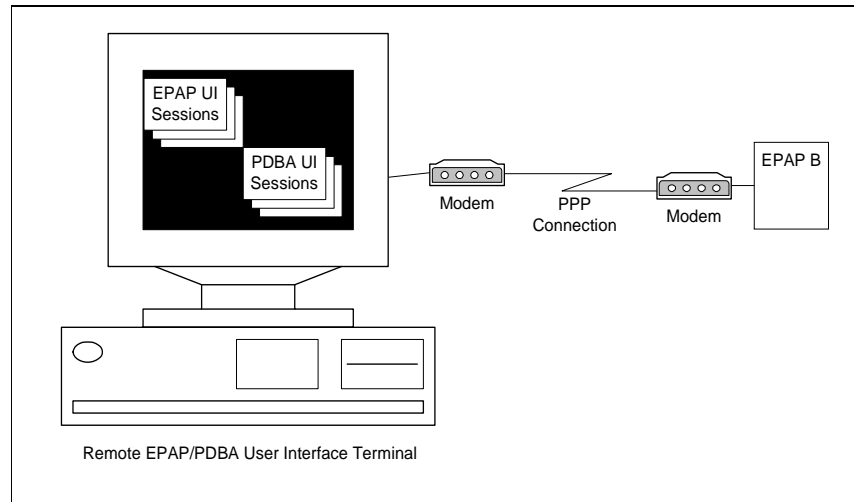 EPAP UI
Sessions
PDBA UI
Sessions
Modem
PPP
Connection
Modem
EPAP B
Remote EPAP/PDBA User Interface Terminal